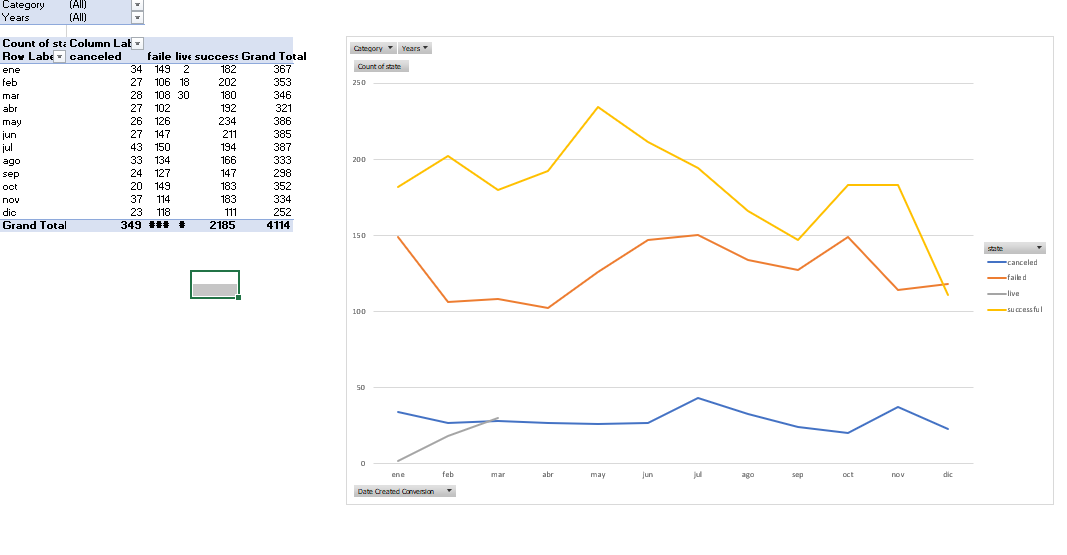 Category (All)
Years (All)
Count of sta Column Lab
Row Labe canceled faile live success Grand Total
ene 34 149 2 182 367
feb 27 106 18 202 353
mar 28 108 30 180 346
abr 27 102 192 321
may 26 126 234 386
jun 27 147 211 385
jul 43 150 194 387
ago 33 134 166 333
sep 24 127 147 298
oct 20 149 183 352
nov 37 114 183 334
dic 23 118 111 252
Grand Total 349 ### # 2185 4114
Category Years
Count of state
250
200
150
100
50
0
ene feb mar abr may jun jul ago sep oct nov dic
Date Created Conversion
state
canceled
failed
live
successful